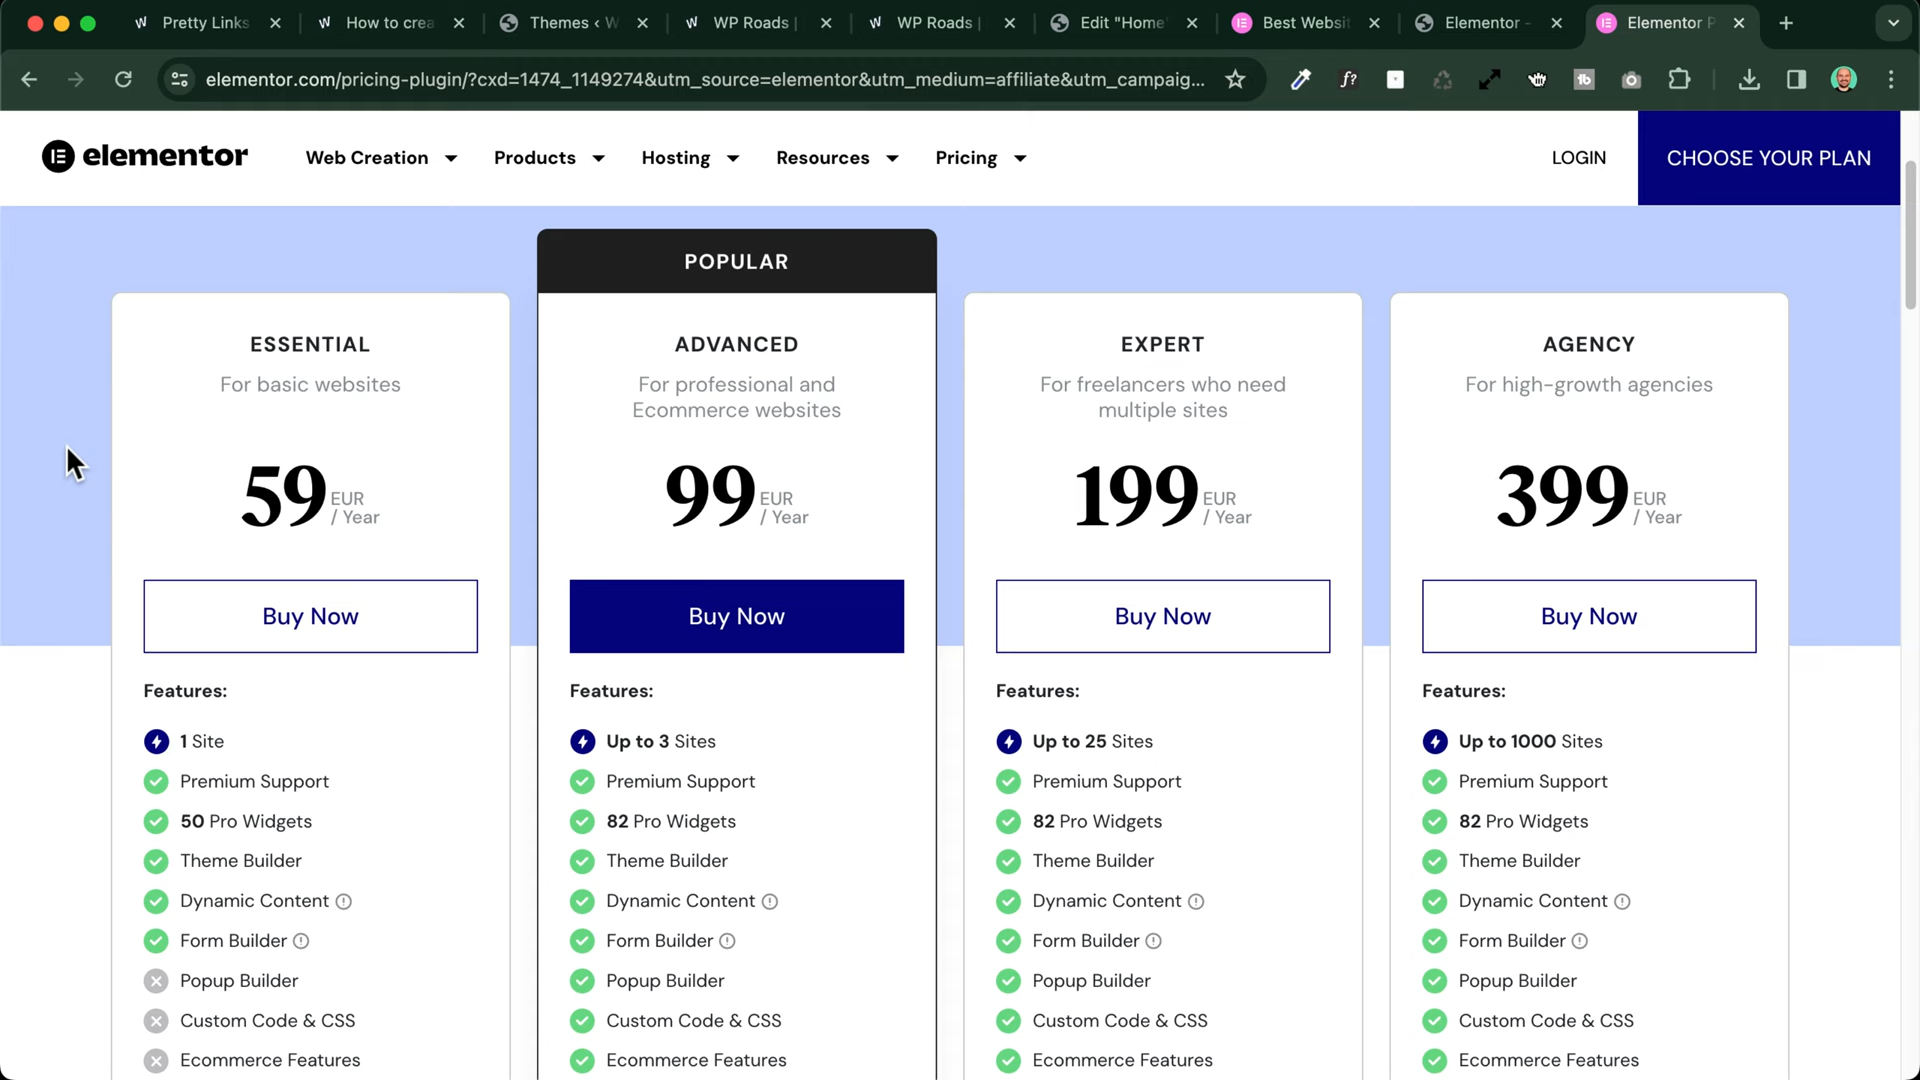 Pretty Links
How to crea
Themes ‹ W
WP Roads |
WP Roads |
Edit "Home"
Best Websit
Elementor -
Elementor P
elementor.com/pricing-plugin/?cxd=1474_1149274&utm_source=elementor&utm_medium=affiliate&utm_campaig...
f?
tb
elementor
Web Creation
Products
Hosting
Resources
Pricing
LOGIN
CHOOSE YOUR PLAN
POPULAR
ESSENTIAL
For basic websites
59 EUR
/ Year
Buy Now
Features:
1 Site
Premium Support
50 Pro Widgets
Theme Builder
Dynamic Content
Form Builder
Popup Builder
Custom Code & CSS
Ecommerce Features
ADVANCED
For professional and
Ecommerce websites
99 EUR
/ Year
Buy Now
Features:
Up to 3 Sites
Premium Support
82 Pro Widgets
Theme Builder
Dynamic Content
Form Builder
Popup Builder
Custom Code & CSS
Ecommerce Features
EXPERT
For freelancers who need
multiple sites
199 EUR
/ Year
Buy Now
Features:
Up to 25 Sites
Premium Support
82 Pro Widgets
Theme Builder
Dynamic Content
Form Builder
Popup Builder
Custom Code & CSS
Ecommerce Features
AGENCY
For high-growth agencies
399 EUR
/ Year
Buy Now
Features:
Up to 1000 Sites
Premium Support
82 Pro Widgets
Theme Builder
Dynamic Content
Form Builder
Popup Builder
Custom Code & CSS
Ecommerce Features